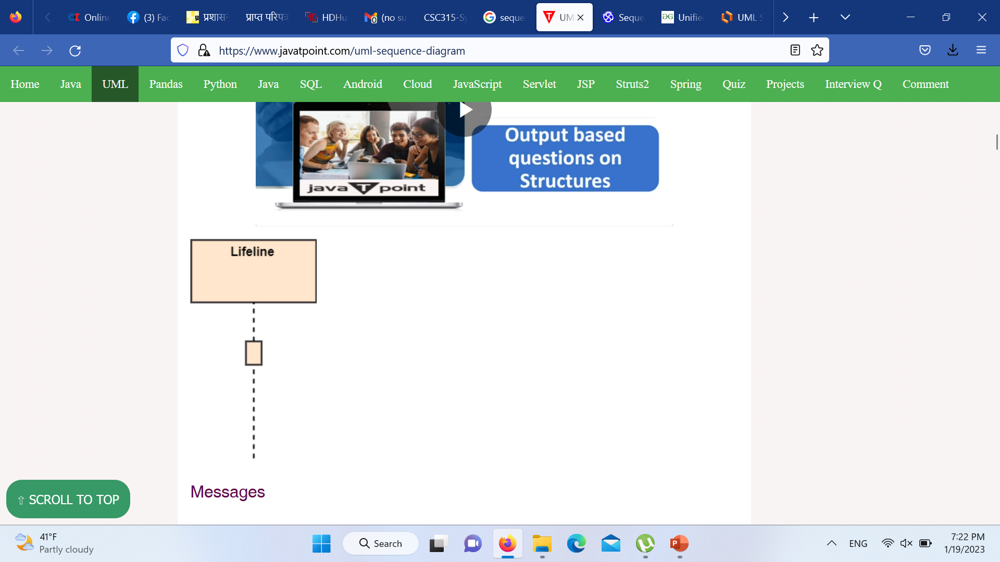 Online
(3) Fac
प्रशासन
प्राप्त परिपत्र
HDHu
(no su
CSC315-Sy
seque
UM
Seque
Unifie
UML S
https://www.javatpoint.com/uml-sequence-diagram
Home Java UML Pandas Python Java SQL Android Cloud JavaScript Servlet JSP Struts2 Spring Quiz Projects Interview Q Comment
Output based
questions on
Structures
java T point
Lifeline
Messages
⇧ SCROLL TO TOP
41°F
Partly cloudy
Search
ENG
7:22 PM
1/19/2023